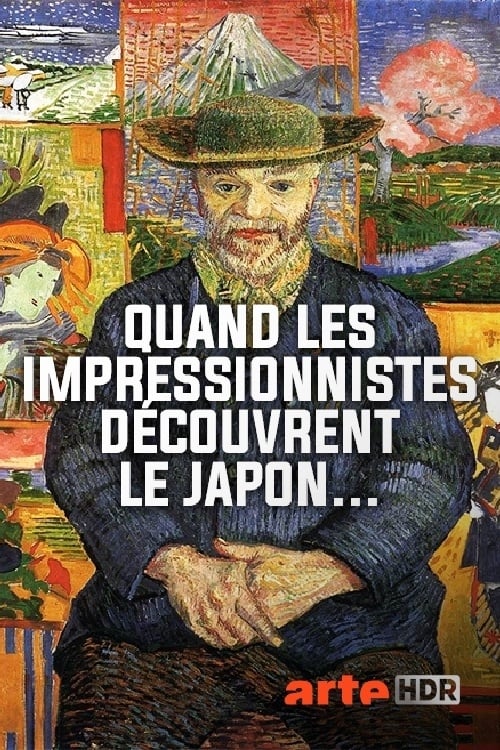 QUAND LES
IMPRESSIONNISTES
DÉCOUVRENT
LE JAPON...
arte HDR